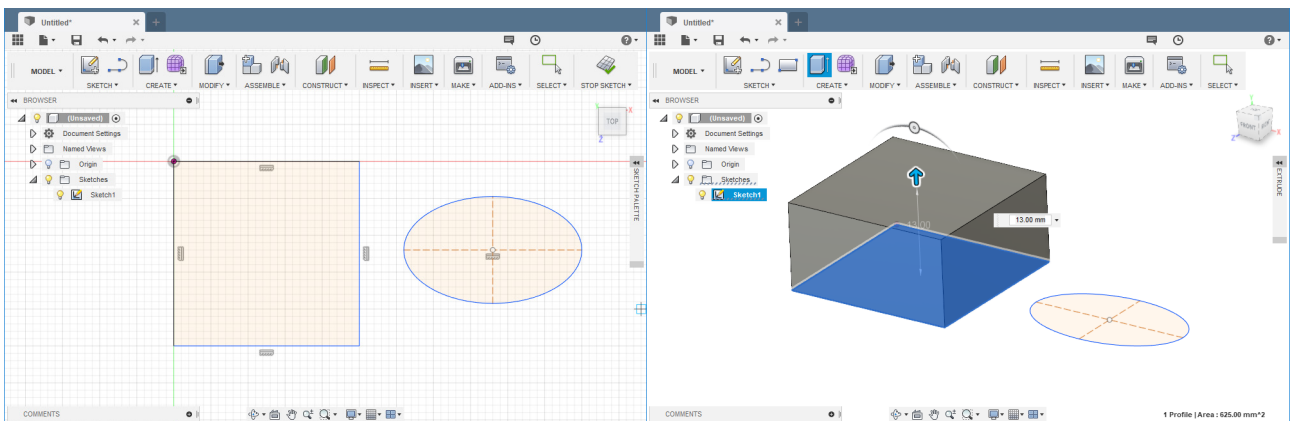 Untitled*
MODEL
SKETCH
CREATE
MODIFY
ASSEMBLE
CONSTRUCT
INSPECT
INSERT
MAKE
ADD-INS
SELECT
STOP SKETCH
BROWSER
(Unsaved)
Document Settings
Named Views
Origin
Sketches
Sketch1
TOP
X
Z
SKETCH PALETTE
COMMENTS
Untitled*
MODEL
SKETCH
CREATE
MODIFY
ASSEMBLE
CONSTRUCT
INSPECT
INSERT
MAKE
ADD-INS
SELECT
BROWSER
(Unsaved)
Document Settings
Named Views
Origin
Sketches
Sketch1
FRONT
X
Z
EXTRUDE
13.00
13.00 mm
COMMENTS
1 Profile | Area : 625.00 mm^2